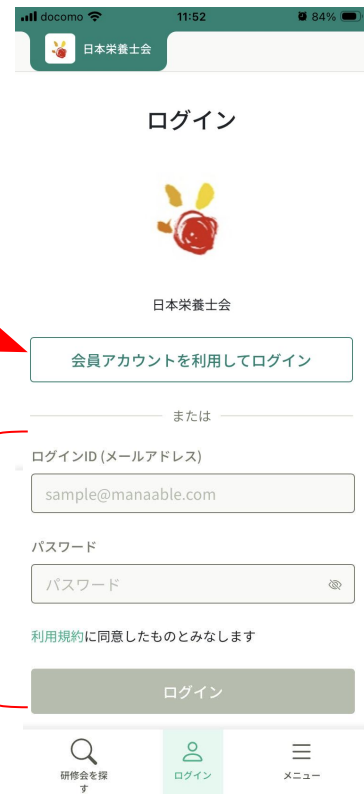 docomo 11:52 84%
日本栄養士会
ログイン
日本栄養士会
会員アカウントを利用してログイン
または
ログインID (メールアドレス)
sample@manaable.com
パスワード
パスワード
利用規約に同意したものとみなします
ログイン
研修会を探
す
ログイン
メニュー